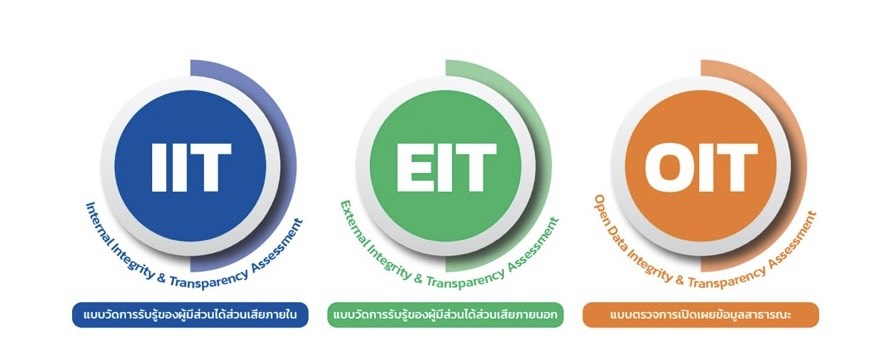 IIT
Internal Integrity & Transparency Assessment
แบบวัดการรับรู้ของผู้มีส่วนได้ส่วนเสียภายใน
EIT
External Integrity & Transparency Assessment
แบบวัดการรับรู้ของผู้มีส่วนได้ส่วนเสียภายนอก
OIT
Open Data Integrity & Transparency Assessment
แบบตรวจการเปิดเผยข้อมูลสาธารณะ